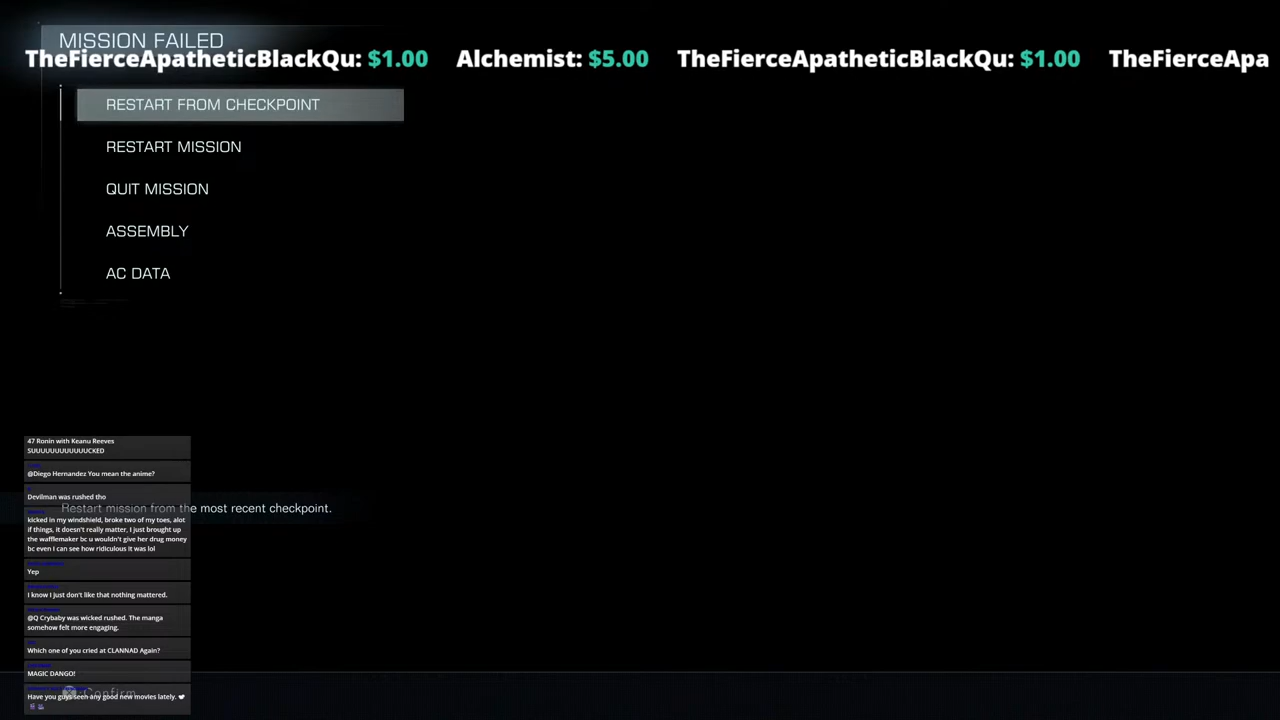 MISSION FAILED
TheFierceApatheticBlackQu: $1.00 Alchemist: $5.00 TheFierceApatheticBlackQu: $1.00 TheFierceApa
RESTART FROM CHECKPOINT
RESTART MISSION
QUIT MISSION
ASSEMBLY
AC DATA
47 Ronin with Keanu Reeves
SUUUUUUUUUUUUCKED
@Diego Hernandez You mean the anime?
Devilman was rushed tho
Restart mission from the most recent checkpoint.
kicked in my windshield, broke two of my toes, alot
if things, it doesn't really matter, I just brought up
the wafflemaker bc u wouldn't give her drug money
bc even I can see how ridiculous it was lol
Yep
I know I just don't like that nothing mattered.
@Q Crybaby was wicked rushed. The manga
somehow felt more engaging.
Which one of you cried at CLANNAD Again?
MAGIC DANGO!
Confirm
Have you guys seen any good new movies lately.